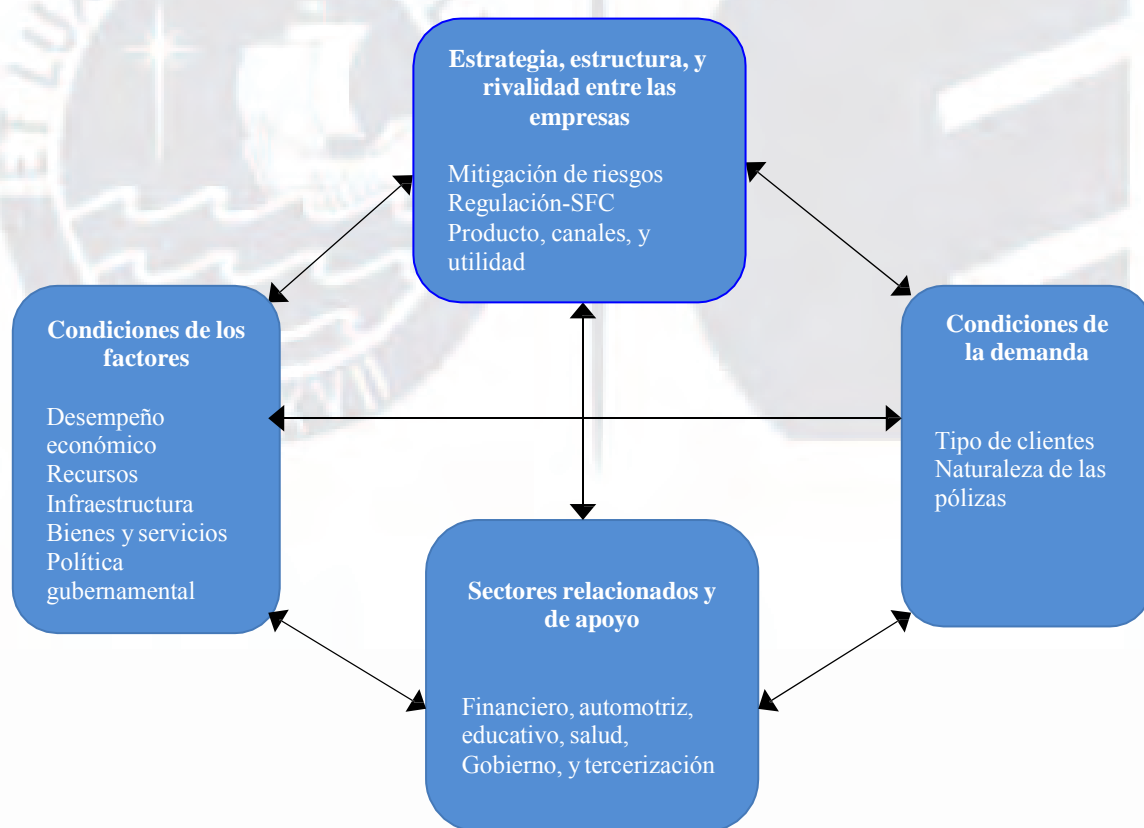 Estrategia, estructura, y
rivalidad entre las
empresas
Mitigación de riesgos
Regulación-SFC
Producto, canales, y
utilidad
Condiciones de los
factores
Desempeño
económico
Recursos
Infraestructura
Bienes y servicios
Política
gubernamental
Condiciones de
la demanda
Tipo de clientes
Naturaleza de las
pólizas
Sectores relacionados y
de apoyo
Financiero, automotriz,
educativo, salud,
Gobierno, y tercerización